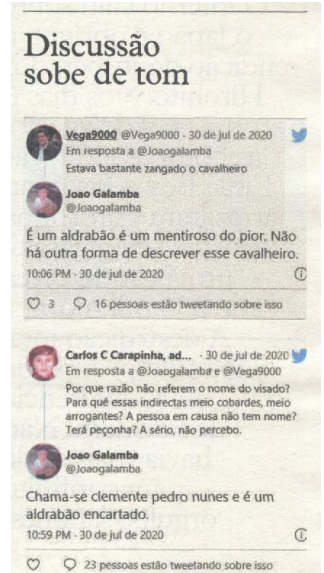 Discussão
sobe de tom
Vega9000 @Vega9000 - 30 de jul de 2020
Em resposta a @Joaogalamba
Estava bastante zangado o cavalheiro
Joao Galamba
@Joaogalamba
É um aldrabão é um mentiroso do pior. Não
há outra forma de descrever esse cavalheiro.
10:06 PM · 30 de jul de 2020
3 16 pessoas estão tweetando sobre isso
Carlos C Carapinha, ad... · 30 de jul de 2020
Em resposta a @Joaogalamba e @Vega9000
Por que razão não referem o nome do visado?
Para quê essas indirectas meio cobardes, meio
arrogantes? A pessoa em causa não tem nome?
Terá peçonha? A sério, não percebo.
Joao Galamba
@Joaogalamba
Chama-se clemente pedro nunes e é um
aldrabão encartado.
10:59 PM · 30 de jul de 2020
23 pessoas estão tweetando sobre isso